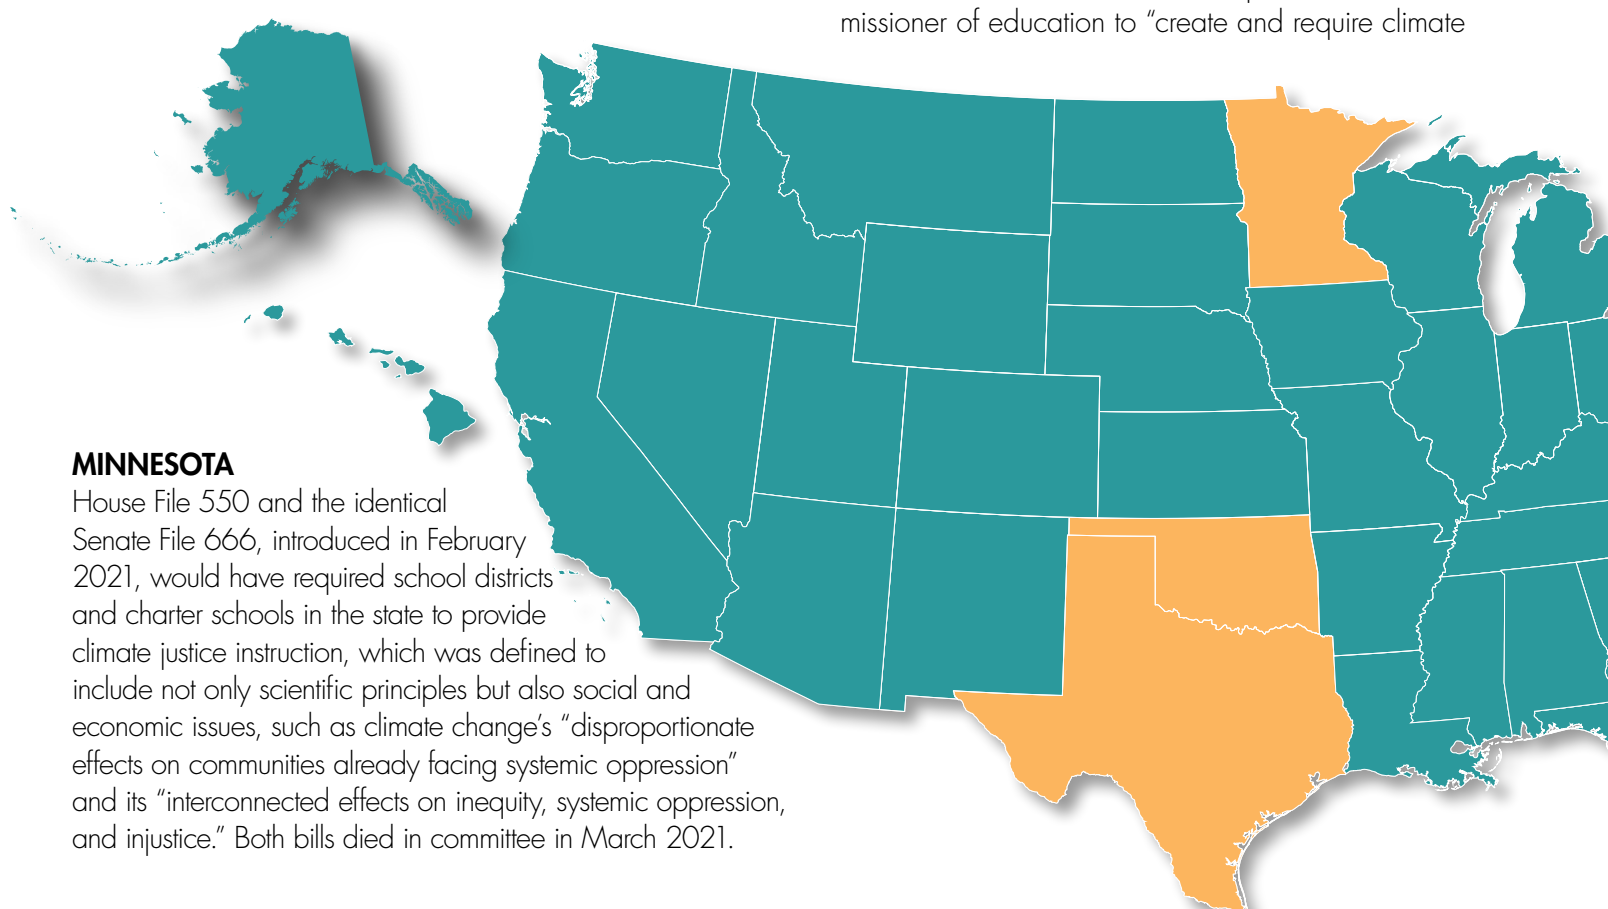 missioner of education to “create and require climate
MINNESOTA
House File 550 and the identical
Senate File 666, introduced in February
2021, would have required school districts
and charter schools in the state to provide
climate justice instruction, which was defined to
include not only scientific principles but also social and
economic issues, such as climate change’s “disproportionate
effects on communities already facing systemic oppression”
and its “interconnected effects on inequity, systemic oppression,
and injustice.” Both bills died in committee in March 2021.